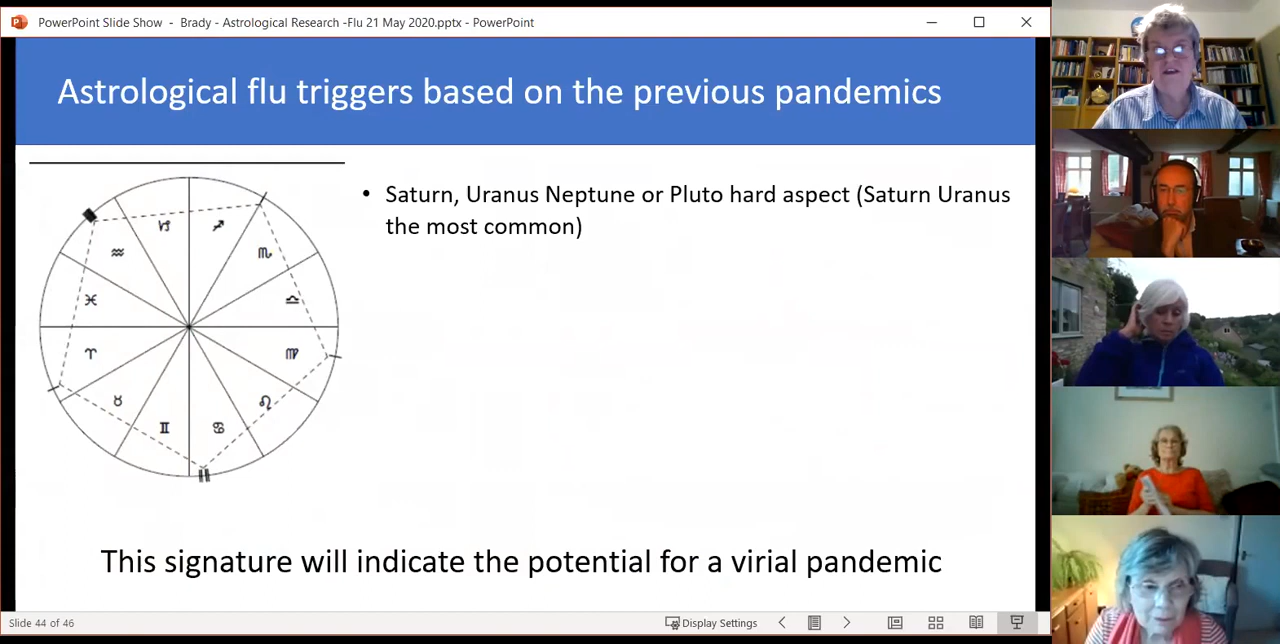 PowerPoint Slide Show - Brady - Astrological Research -Flu 21 May 2020.pptx - PowerPoint
Astrological flu triggers based on the previous pandemics
• Saturn, Uranus Neptune or Pluto hard aspect (Saturn Uranus
the most common)
♑ ♐
♒ ♏
♓ ♎
♈ ♍
♉ ♌
♊ ♋
This signature will indicate the potential for a virial pandemic
Slide 44 of 46
Display Settings